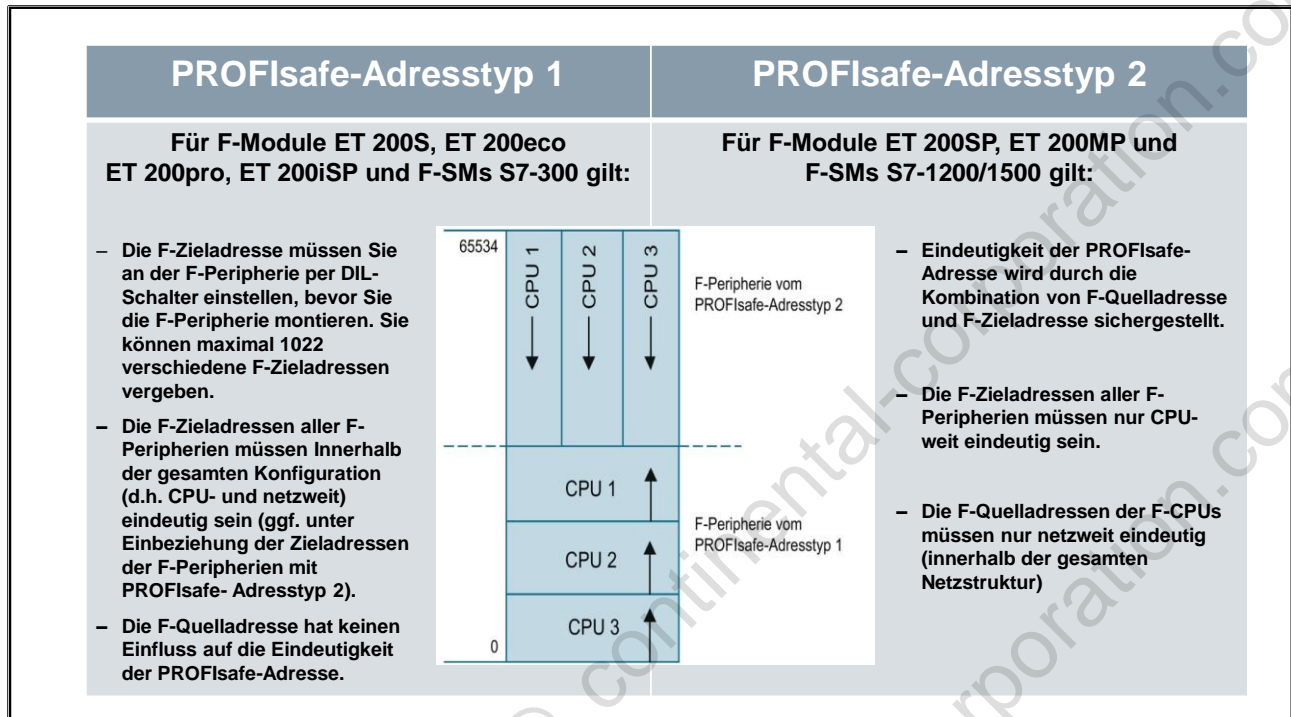 PROFIsafe-Adresstyp 1
Für F-Module ET 200S, ET 200eco
ET 200pro, ET 200iSP und F-SMs S7-300 gilt:
– Die F-Zieladresse müssen Sie
an der F-Peripherie per DIL-
Schalter einstellen, bevor Sie
die F-Peripherie montieren. Sie
können maximal 1022
verschiedene F-Zieladressen
vergeben.
– Die F-Zieladressen aller F-
Peripherien müssen Innerhalb
der gesamten Konfiguration
(d.h. CPU- und netzweit)
eindeutig sein (ggf. unter
Einbeziehung der Zieladressen
der F-Peripherien mit
PROFIsafe- Adresstyp 2).
– Die F-Quelladresse hat keinen
Einfluss auf die Eindeutigkeit
der PROFIsafe-Adresse.
65534
CPU 1
CPU 2
CPU 3
F-Peripherie vom
PROFIsafe-Adresstyp 2
CPU 1
CPU 2
CPU 3
F-Peripherie vom
PROFIsafe-Adresstyp 1
0
PROFIsafe-Adresstyp 2
Für F-Module ET 200SP, ET 200MP und
F-SMs S7-1200/1500 gilt:
– Eindeutigkeit der PROFIsafe-
Adresse wird durch die
Kombination von F-Quelladresse
und F-Zieladresse sichergestellt.
– Die F-Zieladressen aller F-
Peripherien müssen nur CPU-
weit eindeutig sein.
– Die F-Quelladressen der F-CPUs
müssen nur netzweit eindeutig
(innerhalb der gesamten
Netzstruktur)
© continental-corporation.com
rporation.com